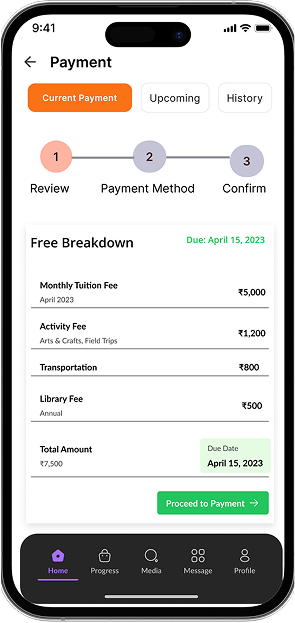 9:41
Payment
Current Payment
Upcoming
History
1
2
3
Review
Payment Method
Confirm
Free Breakdown
Due: April 15, 2023
Monthly Tuition Fee
April 2023
₹5,000
Activity Fee
Arts & Crafts, Field Trips
₹1,200
Transportation
₹800
Library Fee
Annual
₹500
Total Amount
₹7,500
Due Date
April 15, 2023
Proceed to Payment →
Home
Progress
Media
Message
Profile